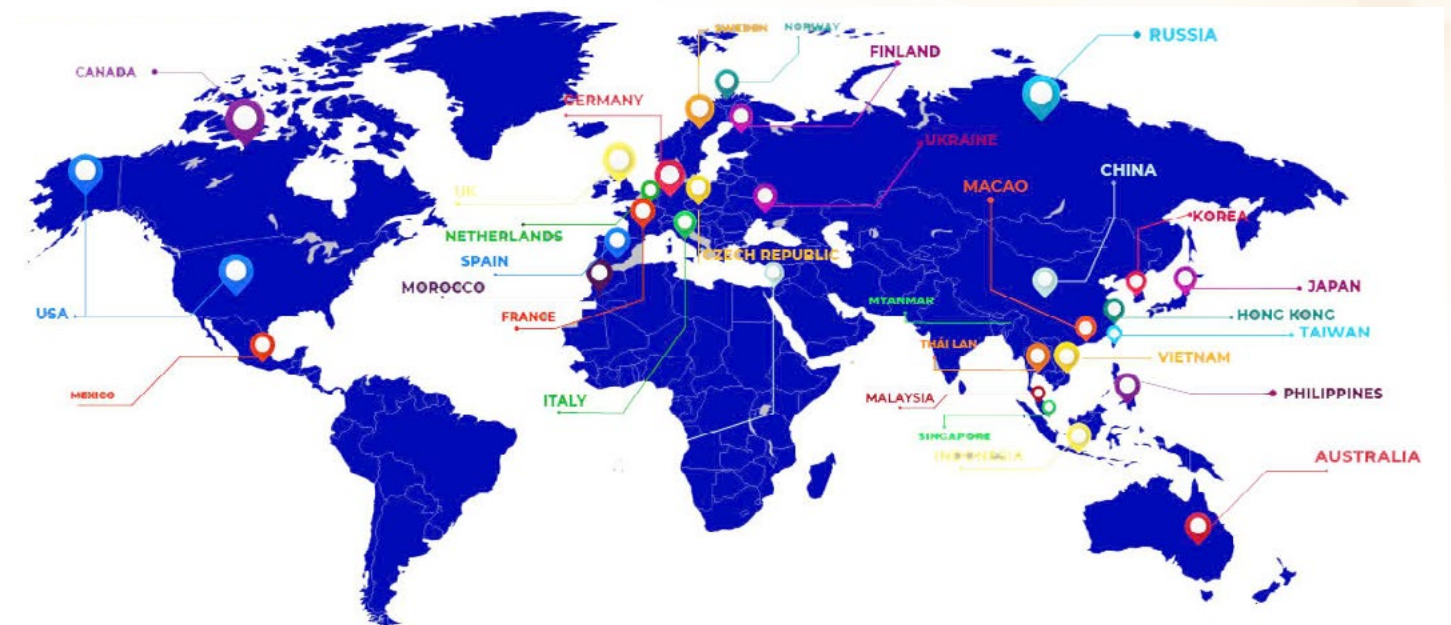 SWEDEN
NORWAY
RUSSIA
FINLAND
CANADA
GERMANY
UKRAINE
CHINA
UK
MACAO
KOREA
NETHERLANDS
CZECH REPUBLIC
SPAIN
MOROCCO
JAPAN
MYANMAR
USA
FRANCE
HONG KONG
TAIWAN
THÁI LAN
VIETNAM
MEXICO
ITALY
MALAYSIA
PHILIPPINES
SINGAPORE
INDONESIA
AUSTRALIA